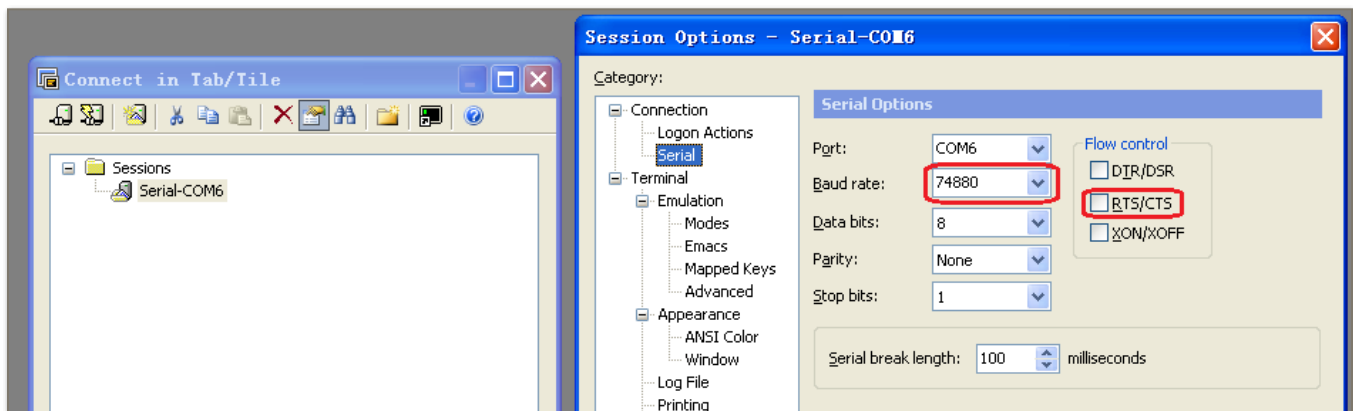 Connect in Tab/Tile
Sessions
Serial-COM6
Session Options - Serial-COM6
Category:
Connection
Logon Actions
Serial
Terminal
Emulation
Modes
Emacs
Mapped Keys
Advanced
Appearance
ANSI Color
Window
Log File
Printing
Serial Options
Port: COM6
Baud rate: 74880
Data bits: 8
Parity: None
Stop bits: 1
Flow control
DTR/DSR
RTS/CTS
XON/XOFF
Serial break length: 100 milliseconds